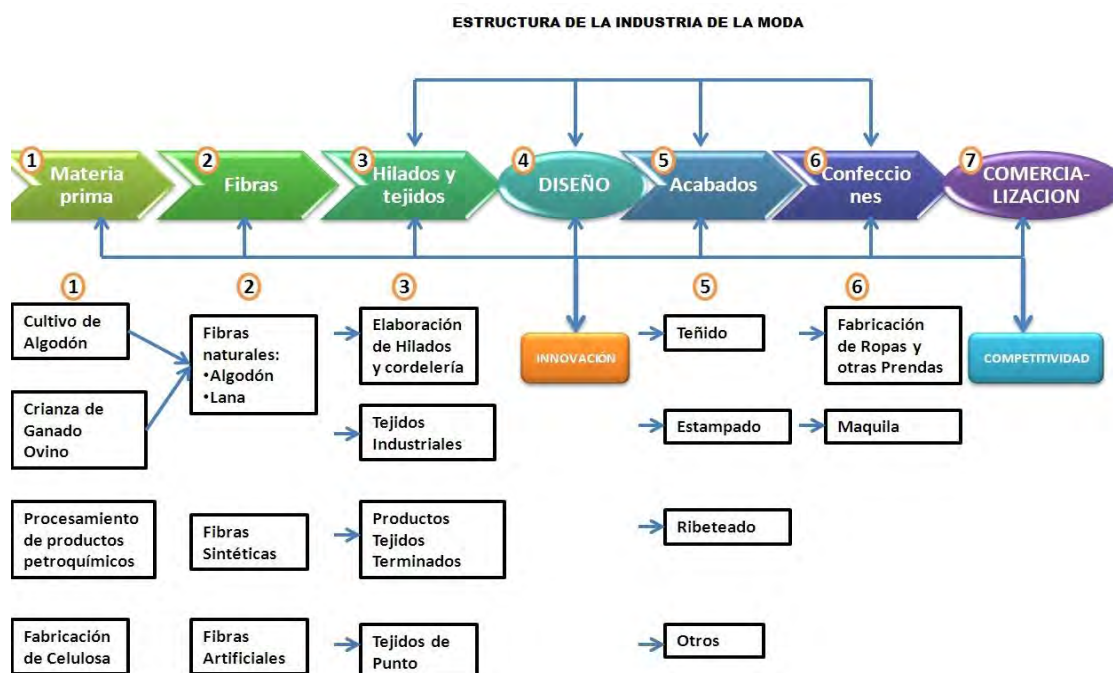 ESTRUCTURA DE LA INDUSTRIA DE LA MODA
1
Materia
prima
2
Fibras
3
Hilados y
tejidos
4
DISEÑO
5
Acabados
6
Confeccio
nes
7
COMERCIA-
LIZACION
1
2
3
5
6
Cultivo de
Algodón
Crianza de
Ganado
Ovino
Procesamiento
de productos
petroquímicos
Fabricación
de Celulosa
Fibras
naturales:
•Algodón
•Lana
Fibras
Sintéticas
Fibras
Artificiales
Elaboración
de Hilados
y cordelería
Tejidos
Industriales
Productos
Tejidos
Terminados
Tejidos de
Punto
INNOVACIÓN
Teñido
Estampado
Ribeteado
Otros
Fabricación
de Ropas y
otras Prendas
Maquila
COMPETITIVIDAD